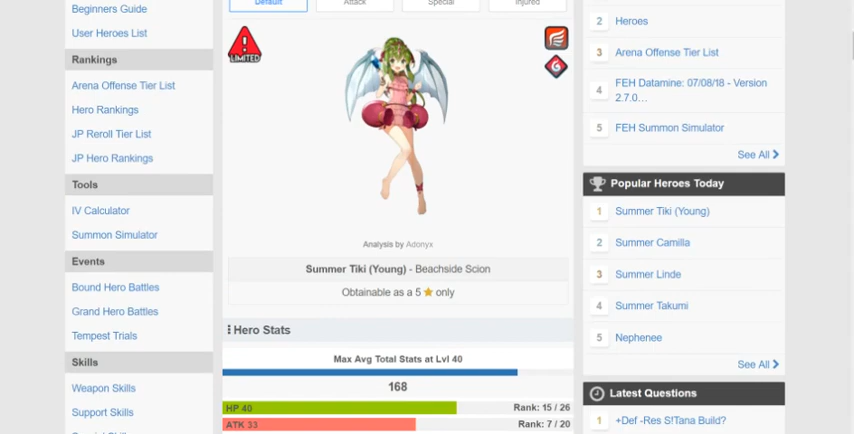 Beginners Guide
User Heroes List
Rankings
Arena Offense Tier List
Hero Rankings
JP Reroll Tier List
JP Hero Rankings
Tools
IV Calculator
Summon Simulator
Events
Bound Hero Battles
Grand Hero Battles
Tempest Trials
Skills
Weapon Skills
Support Skills
Default
Attack
Special
Injured
LIMITED
Analysis by Adonyx
Summer Tiki (Young) - Beachside Scion
Obtainable as a 5 only
Hero Stats
Max Avg Total Stats at Lvl 40
168
HP 40 Rank: 15 / 26
ATK 33 Rank: 7 / 20
2 Heroes
3 Arena Offense Tier List
4 FEH Datamine: 07/08/18 - Version
2.7.0...
5 FEH Summon Simulator
See All
Popular Heroes Today
1 Summer Tiki (Young)
2 Summer Camilla
3 Summer Linde
4 Summer Takumi
5 Nephenee
See All
Latest Questions
1 +Def -Res S!Tana Build?